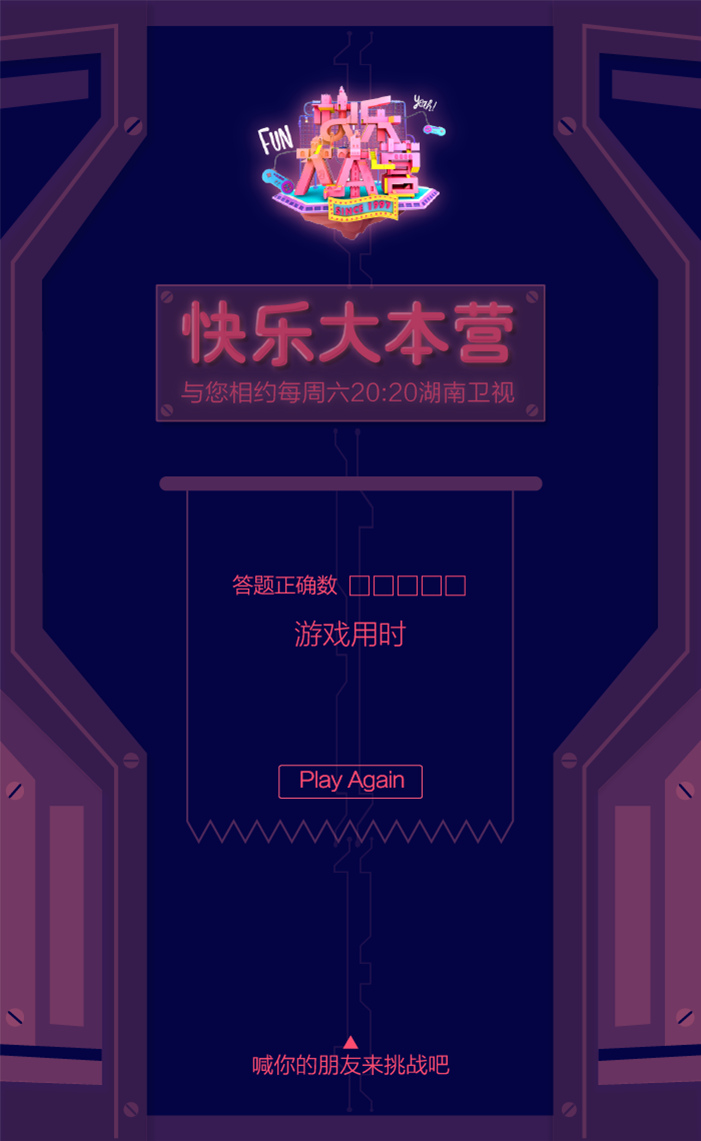 FUN
Yeah!
快乐
大本营
SINCE 1997
快乐大本营
与您相约每周六20:20湖南卫视
答题正确数 □□□□□
游戏用时
Play Again
喊你的朋友来挑战吧